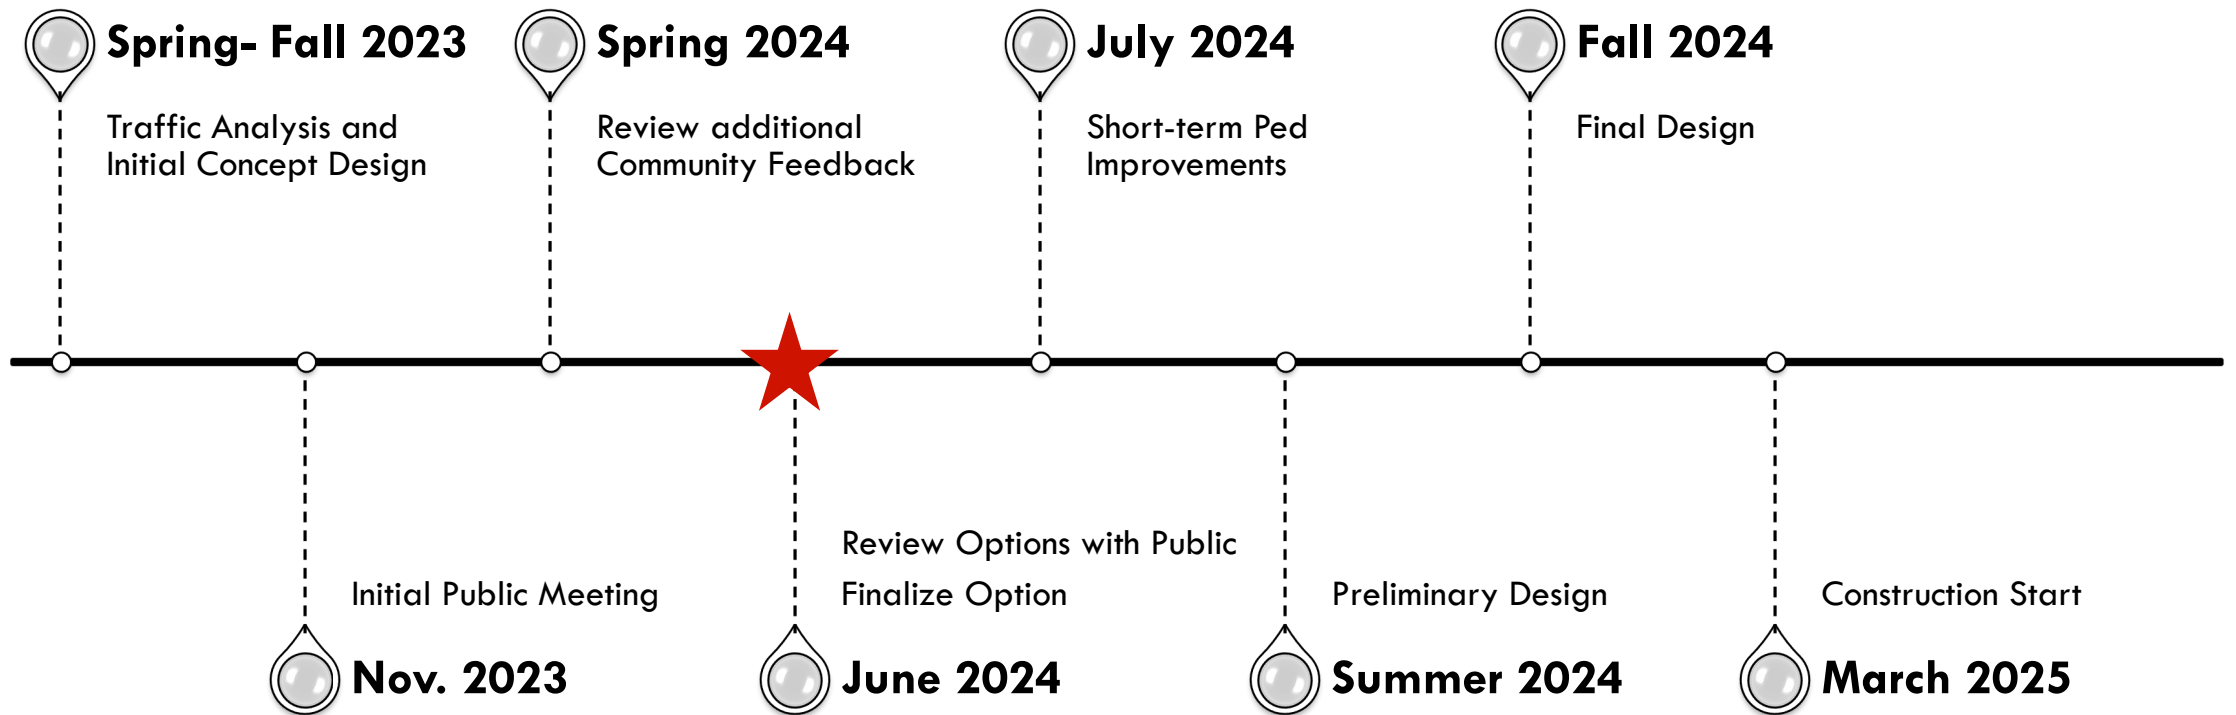 Spring- Fall 2023
Traffic Analysis and
Initial Concept Design
Spring 2024
Review additional
Community Feedback
July 2024
Short-term Ped
Improvements
Fall 2024
Final Design
Initial Public Meeting
Nov. 2023
Review Options with Public
Finalize Option
June 2024
Preliminary Design
Summer 2024
Construction Start
March 2025